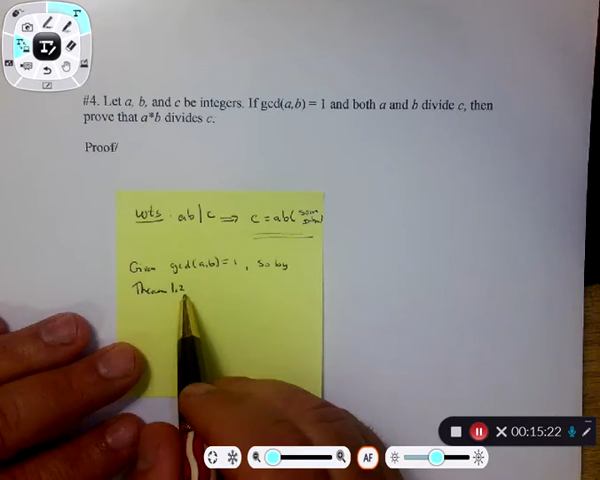 #4. Let a, b, and c be integers. If gcd(a,b) = 1 and both a and b divide c, then
prove that a*b divides c.
Proof/
WTS : ab|c ⇒ c = ab(some
Given gcd(a,b) = 1, so by
Theorem 1.2
00:15:22
AF